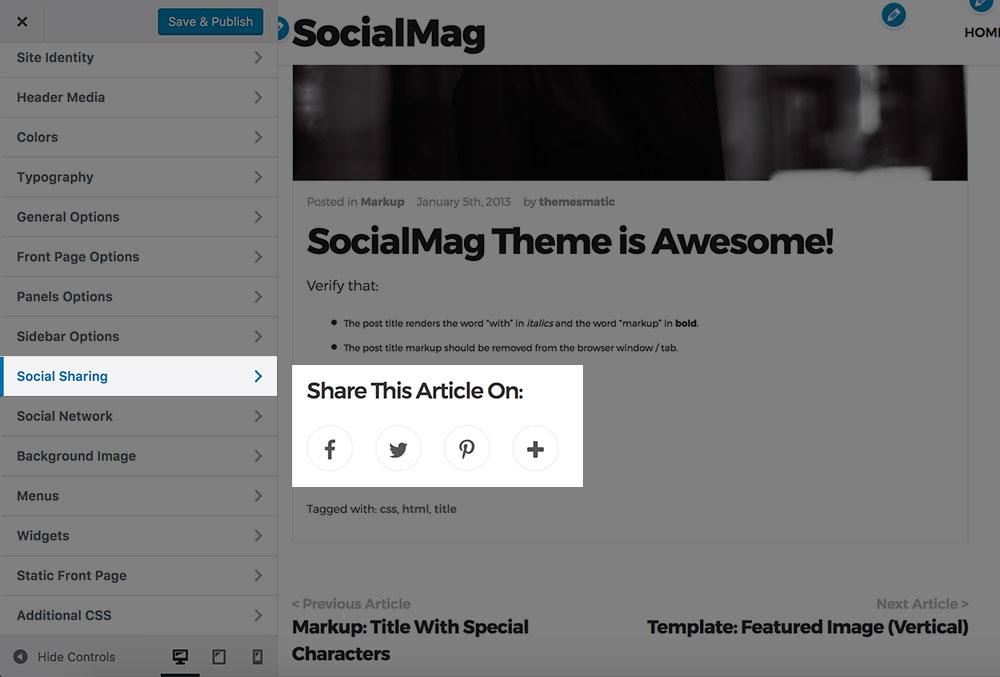 Save & Publish
Site Identity
Header Media
Colors
Typography
General Options
Front Page Options
Panels Options
Sidebar Options
Social Sharing
Social Network
Background Image
Menus
Widgets
Static Front Page
Additional CSS
Hide Controls
SocialMag
HOM
Posted in Markup January 5th, 2013 by themesmatic
SocialMag Theme is Awesome!
Verify that:
The post title renders the word "with" in italics and the word "markup" in bold.
The post title markup should be removed from the browser window / tab.
Share This Article On:
Tagged with: css, html, title
< Previous Article
Markup: Title With Special
Characters
Next Article >
Template: Featured Image (Vertical)